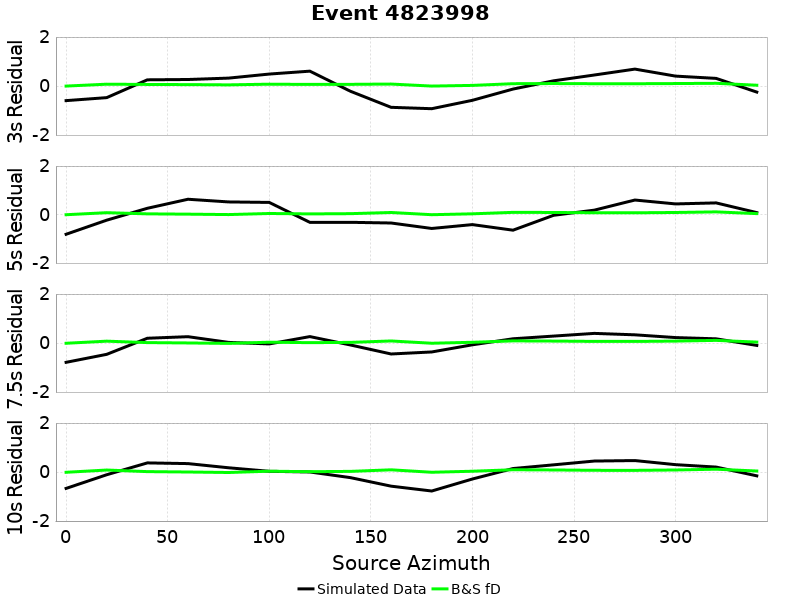 Event 4823998
3s Residual
2
0
-2
5s Residual
2
0
-2
7.5s Residual
2
0
-2
10s Residual
2
0
-2
0 50 100 150 200 250 300
Source Azimuth
Simulated Data B&S fD